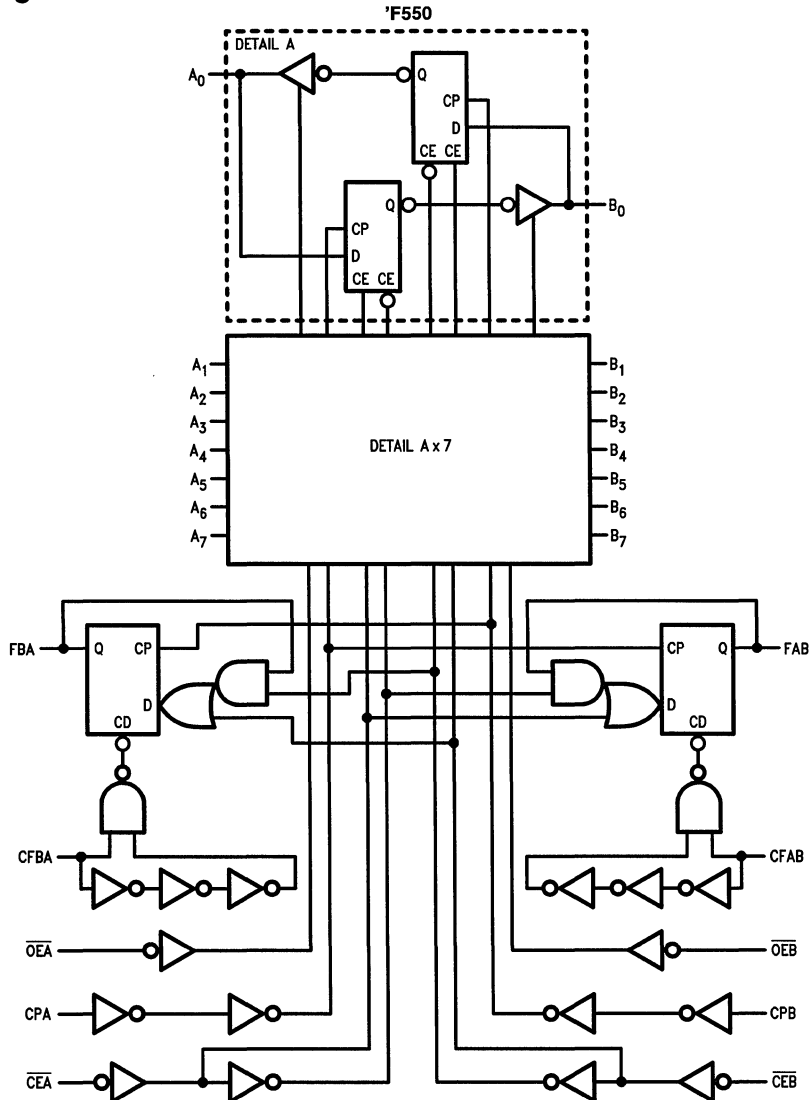 'F550
DETAIL A
A0
Q
CP
D
CE CE
Q
B0
CP
D
CE CE
A1
B1
A2
B2
A3
B3
A4
DETAIL A x 7
B4
A5
B5
A6
B6
A7
B7
FBA
Q CP
CP Q
FAB
D
D
CD
CD
CFBA
CFAB
OEA
OEB
CPA
CPB
CEA
CEB